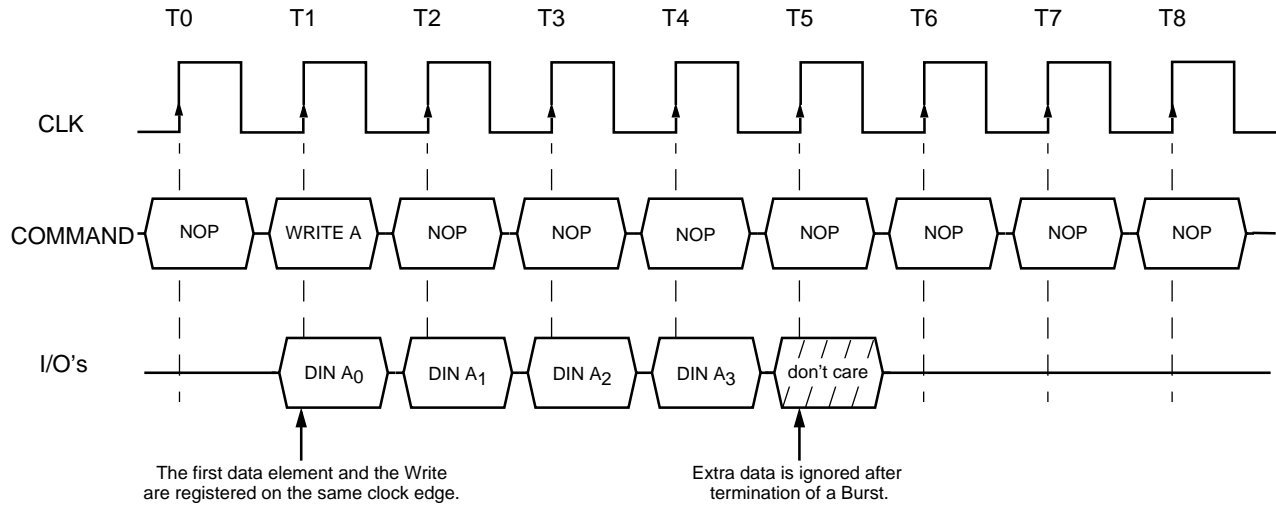 T0 T1 T2 T3 T4 T5 T6 T7 T8
CLK
COMMAND NOP WRITE A NOP NOP NOP NOP NOP NOP NOP
I/O's DIN A0 DIN A1 DIN A2 DIN A3 don't care
The first data element and the Write
are registered on the same clock edge.
Extra data is ignored after
termination of a Burst.